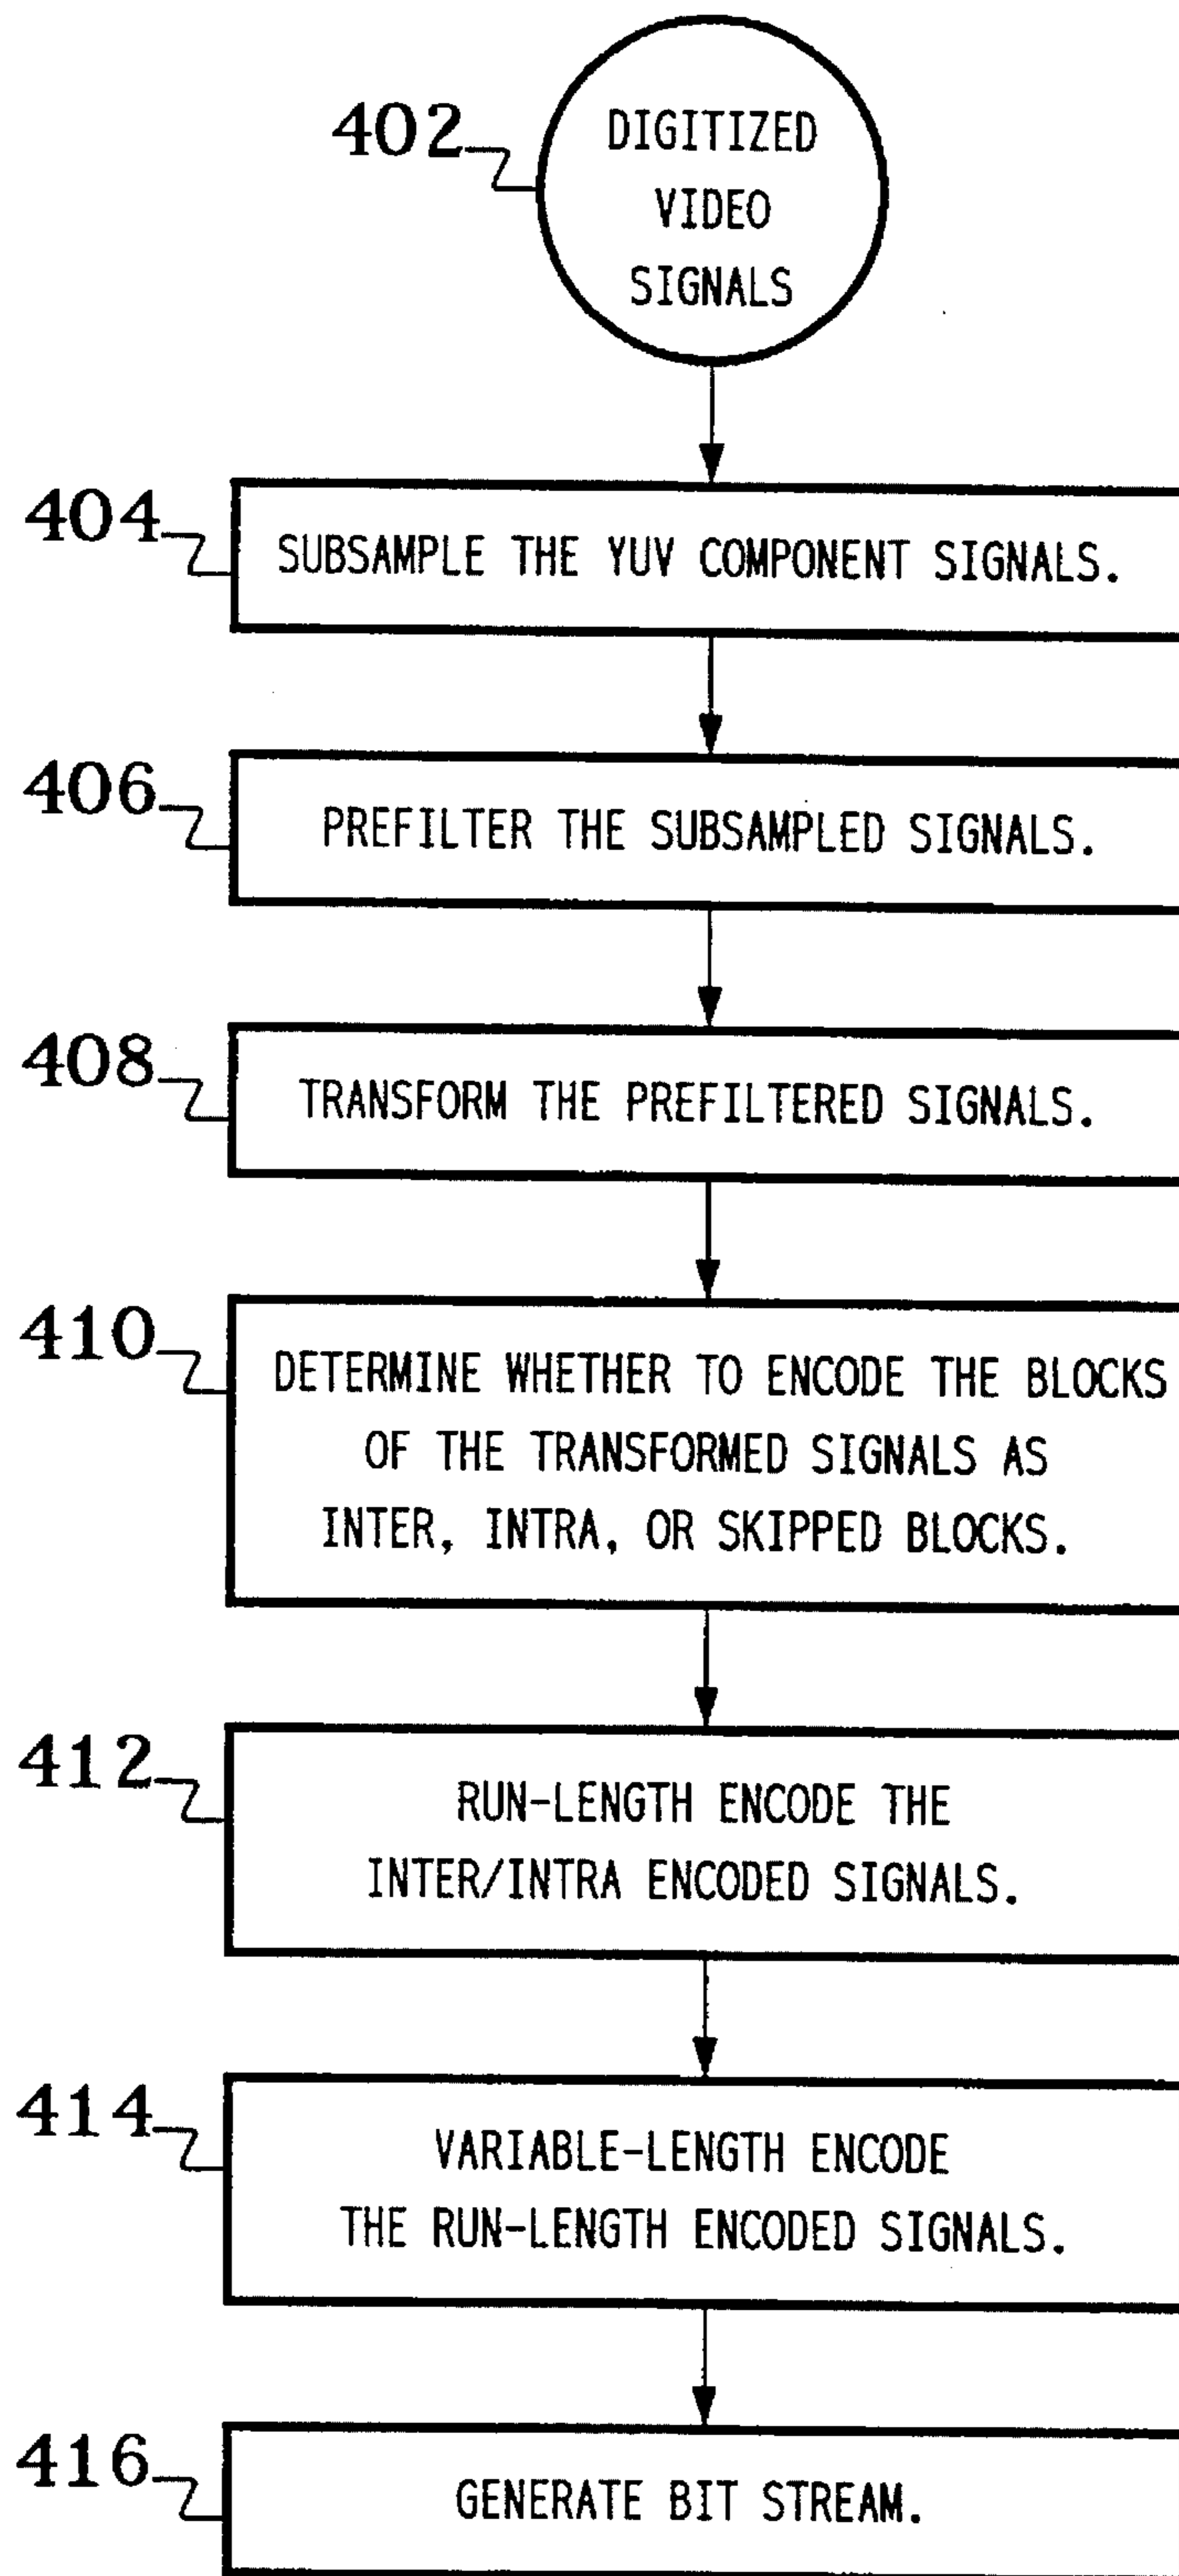 402
DIGITIZED
VIDEO
SIGNALS
404
SUBSAMPLE THE YUV COMPONENT SIGNALS.
406
PREFILTER THE SUBSAMPLED SIGNALS.
408
TRANSFORM THE PREFILTERED SIGNALS.
410
DETERMINE WHETHER TO ENCODE THE BLOCKS
OF THE TRANSFORMED SIGNALS AS
INTER, INTRA, OR SKIPPED BLOCKS.
412
RUN-LENGTH ENCODE THE
INTER/INTRA ENCODED SIGNALS.
414
VARIABLE-LENGTH ENCODE
THE RUN-LENGTH ENCODED SIGNALS.
416
GENERATE BIT STREAM.